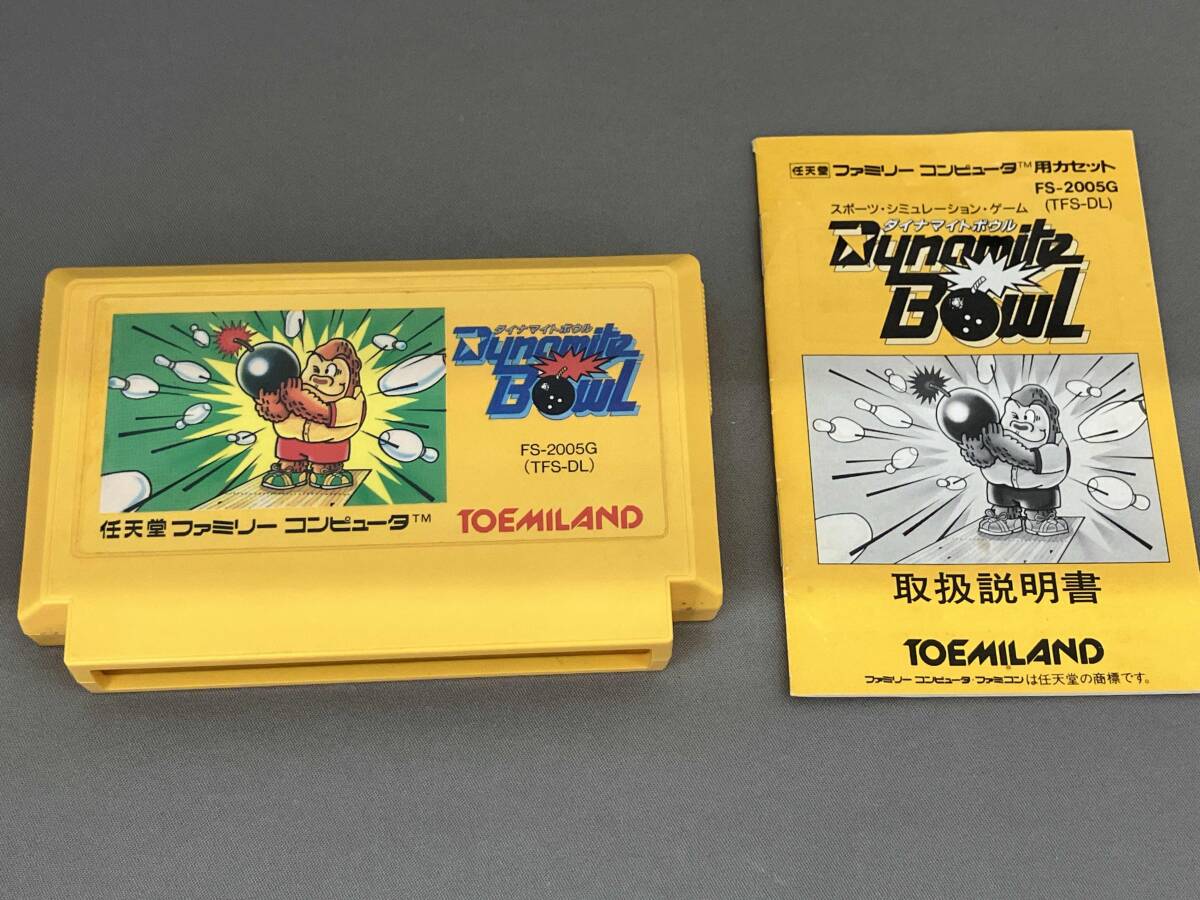 ダイナマイトボウル
Dynamite
BowL
FS-2005G
(TFS-DL)
任天堂 ファミリー コンピュータ™
TOEMILAND
任天堂 ファミリー コンピュータ™用カセット
FS-2005G
(TFS-DL)
スポーツ・シミュレーション・ゲーム
ダイナマイトボウル
Dynamite
BowL
取扱説明書
TOEMILAND
ファミリー コンピュータ・ファミコンは任天堂の商標です。